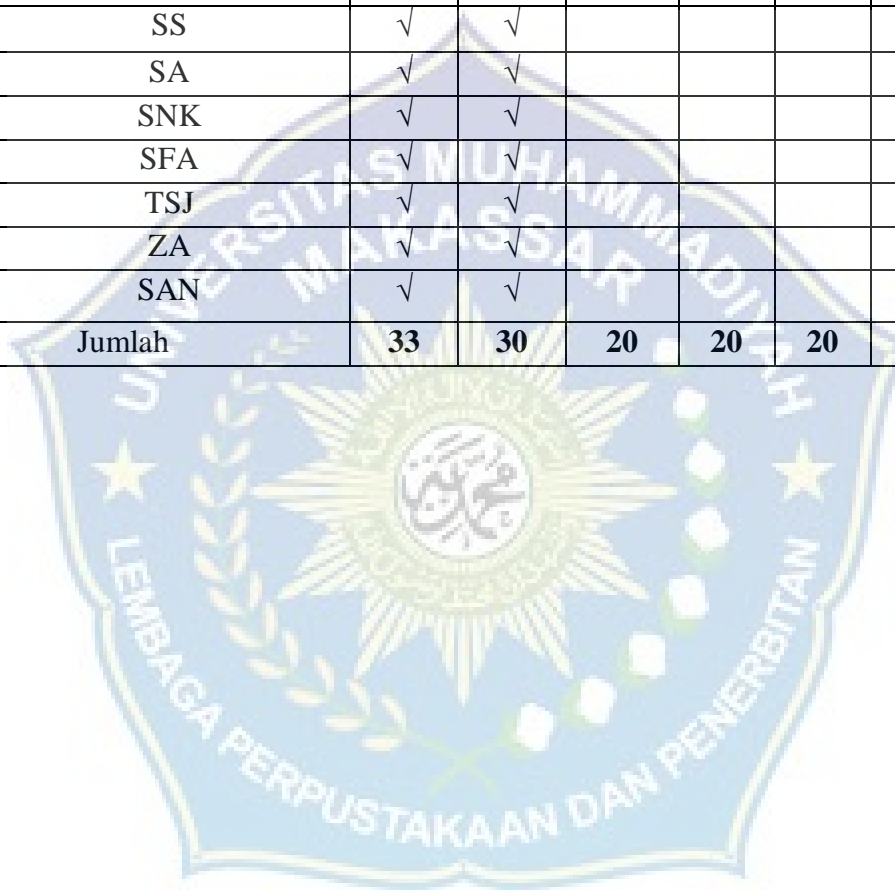 SS √ √
SA √ √
SNK √ √
SFA √ √
TSJ √ √
ZA √ √
SAN √ √
Jumlah 33 30 20 20 20
UNIVERSITAS MUHAMMADIYAH
MAKASSAR
LEMBAGA PERPUSTAKAAN DAN PENERBITAN